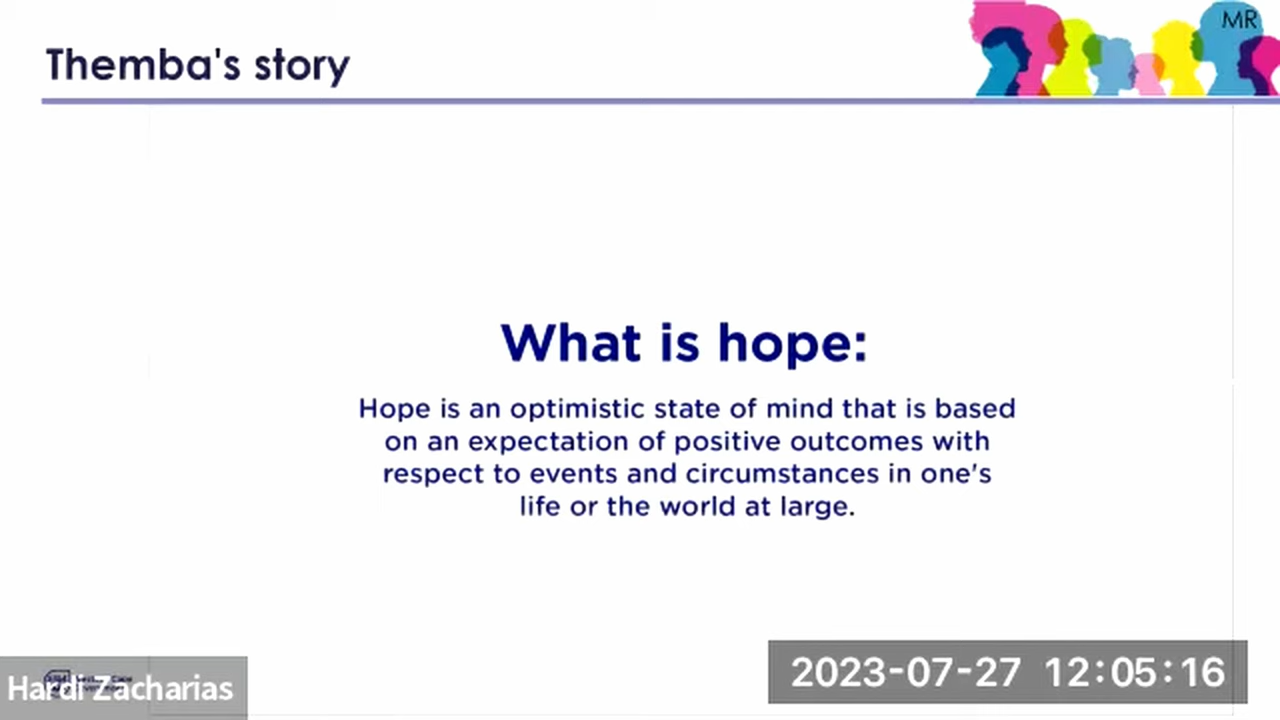 MR
Themba's story
What is hope:
Hope is an optimistic state of mind that is based
on an expectation of positive outcomes with
respect to events and circumstances in one's
life or the world at large.
Hardi Zacharias
2023-07-27 12:05:16